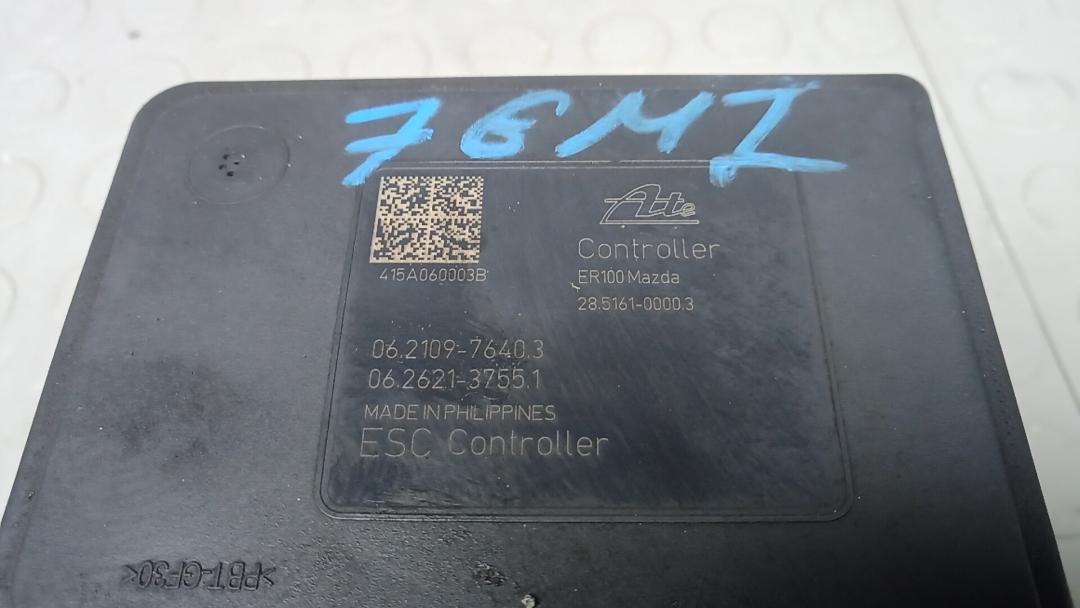 76MI
Ate
Controller
415A060003B
ER100 Mazda
28.5161-0000.3
06.2109-7640.3
06.2621-3755.1
MADE IN PHILIPPINES
ESC Controller
>PBT-GF30<